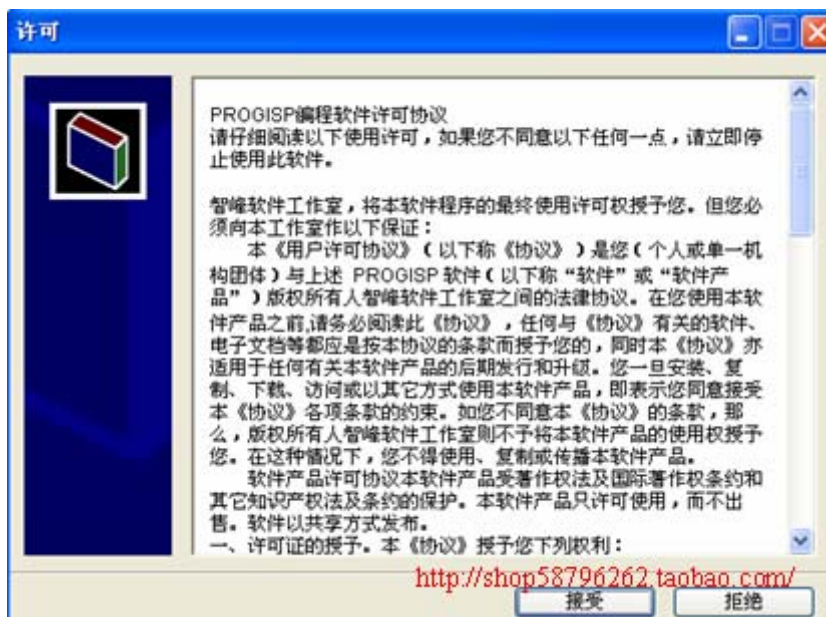 许可
PROGISP编程软件许可协议
请仔细阅读以下使用许可，如果您不同意以下任何一点，请立即停
止使用此软件。
智峰软件工作室，将本软件程序的最终使用许可权授予您。但您必
须向本工作室作以下保证：
本《用户许可协议》（以下称《协议》）是您（个人或单一机
构团体）与上述 PROGISP 软件（以下称“软件”或“软件产
品”）版权所有人智峰软件工作室之间的法律协议。在您使用本软
件产品之前,请务必阅读此《协议》，任何与《协议》有关的软件、
电子文档等都应是按本协议的条款而授予您的，同时本《协议》亦
适用于任何有关本软件产品的后期发行和升级。您一旦安装、复
制、下载、访问或以其它方式使用本软件产品，即表示您同意接受
本《协议》各项条款的约束。如您不同意本《协议》的条款，那
么，版权所有人智峰软件工作室则不予将本软件产品的使用权授予
您。在这种情况下，您不得使用、复制或传播本软件产品。
软件产品许可协议本软件产品受著作权法及国际著作权条约和
其它知识产权法及条约的保护。本软件产品只许可使用，而不出
售。软件以共享方式发布。
一、许可证的授予。本《协议》授予您下列权利：
http://shop58796262.taobao.com/
接受
拒绝